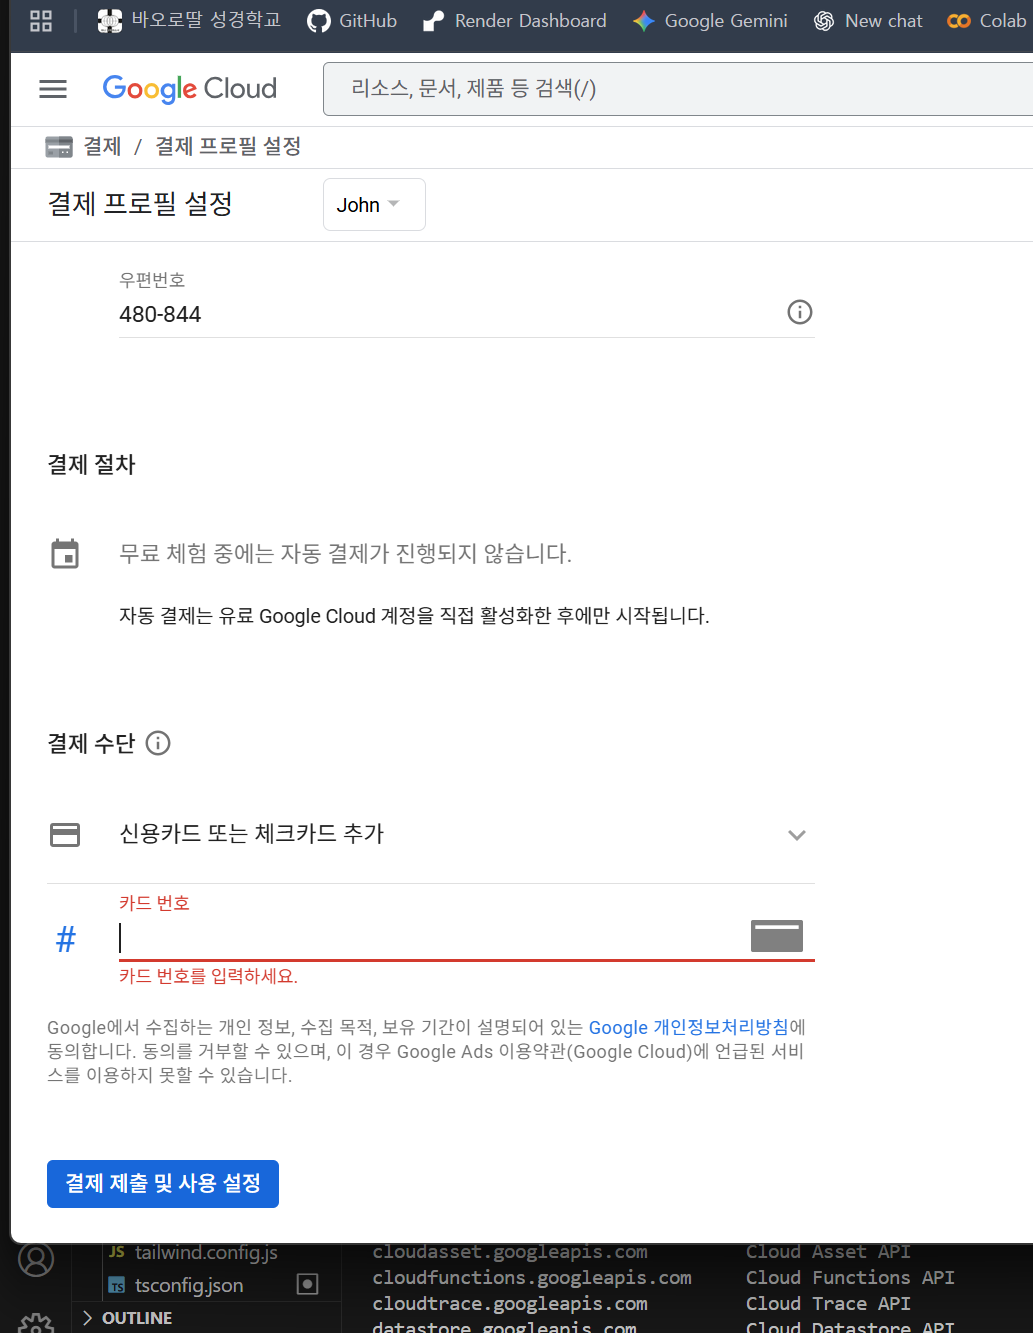 바오로딸 성경학교 GitHub Render Dashboard Google Gemini New chat Colab
Google Cloud 리소스, 문서, 제품 등 검색(/)
결제 / 결제 프로필 설정
결제 프로필 설정 John
우편번호
480-844
결제 절차
무료 체험 중에는 자동 결제가 진행되지 않습니다.
자동 결제는 유료 Google Cloud 계정을 직접 활성화한 후에만 시작됩니다.
결제 수단
신용카드 또는 체크카드 추가
카드 번호
#
카드 번호를 입력하세요.
Google에서 수집하는 개인 정보, 수집 목적, 보유 기간이 설명되어 있는 Google 개인정보처리방침에
동의합니다. 동의를 거부할 수 있으며, 이 경우 Google Ads 이용약관(Google Cloud)에 언급된 서비
스를 이용하지 못할 수 있습니다.
결제 제출 및 사용 설정
JS tailwind.config.js cloudasset.googleapis.com Cloud Asset API
TS tsconfig.json cloudfunctions.googleapis.com Cloud Functions API
OUTLINE cloudtrace.googleapis.com Cloud Trace API
datastore.googleapis.com Cloud Datastore API